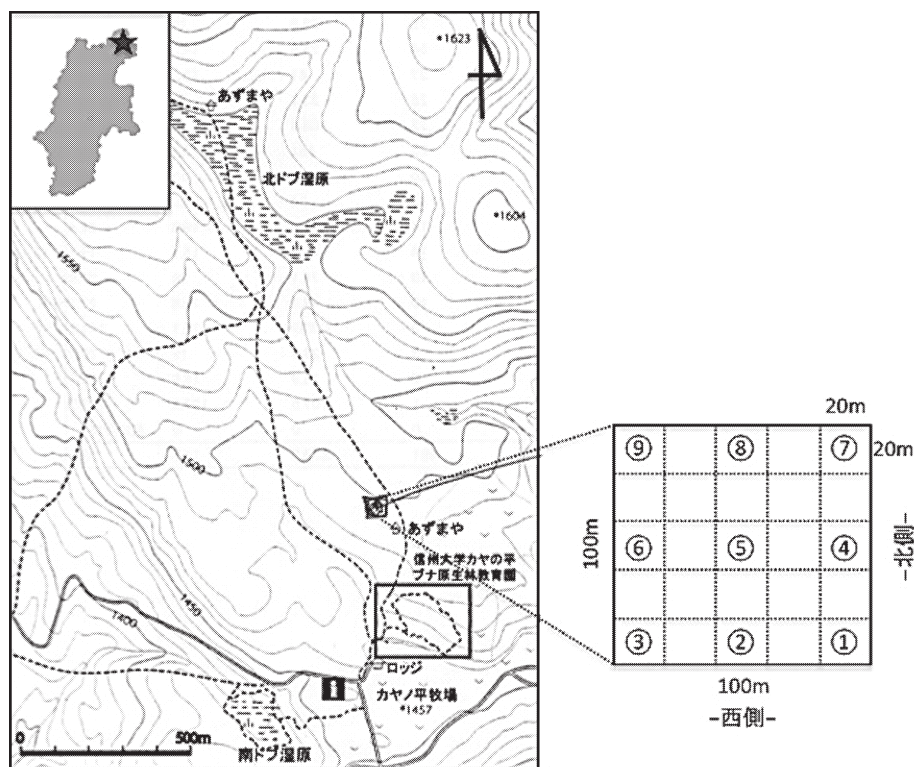 •1623
あずまや
北ドブ湿原
•1604
1550
20m
⑨ ⑧ ⑦
20m
1500
あずまや
100m
⑥ ⑤ ④
-北側-
信州大学カヤの平
ブナ原生林教育園
1450
1400
③ ② ①
ロッジ
100m
カヤノ平牧場
•1457
-西側-
0 500m
南ドブ湿原